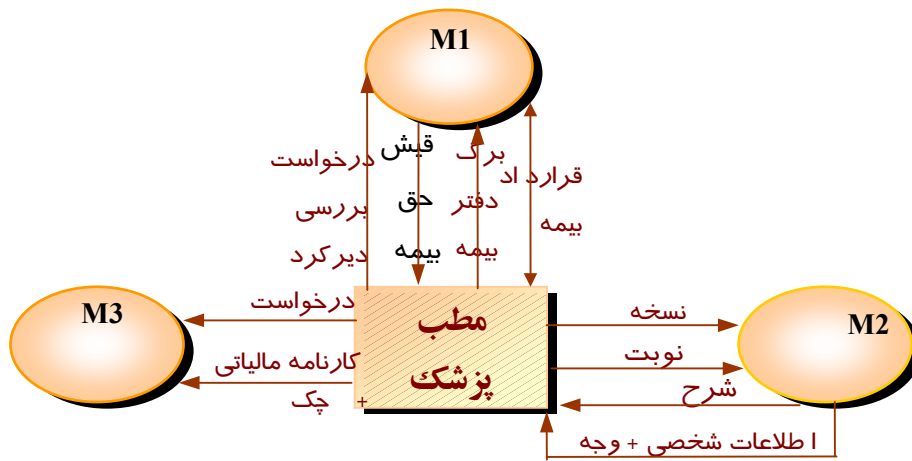 M1
درخواست
بررسی
دیرکرد
قیش
حق
بیمه
برگ
دفتر
بیمه
قرارداد
بیمه
M3
درخواست
کارنامه مالیاتی
+ چک
مطب
پزشک
M2
نسخه
نوبت
شرح
اطلاعات شخصی + وجه